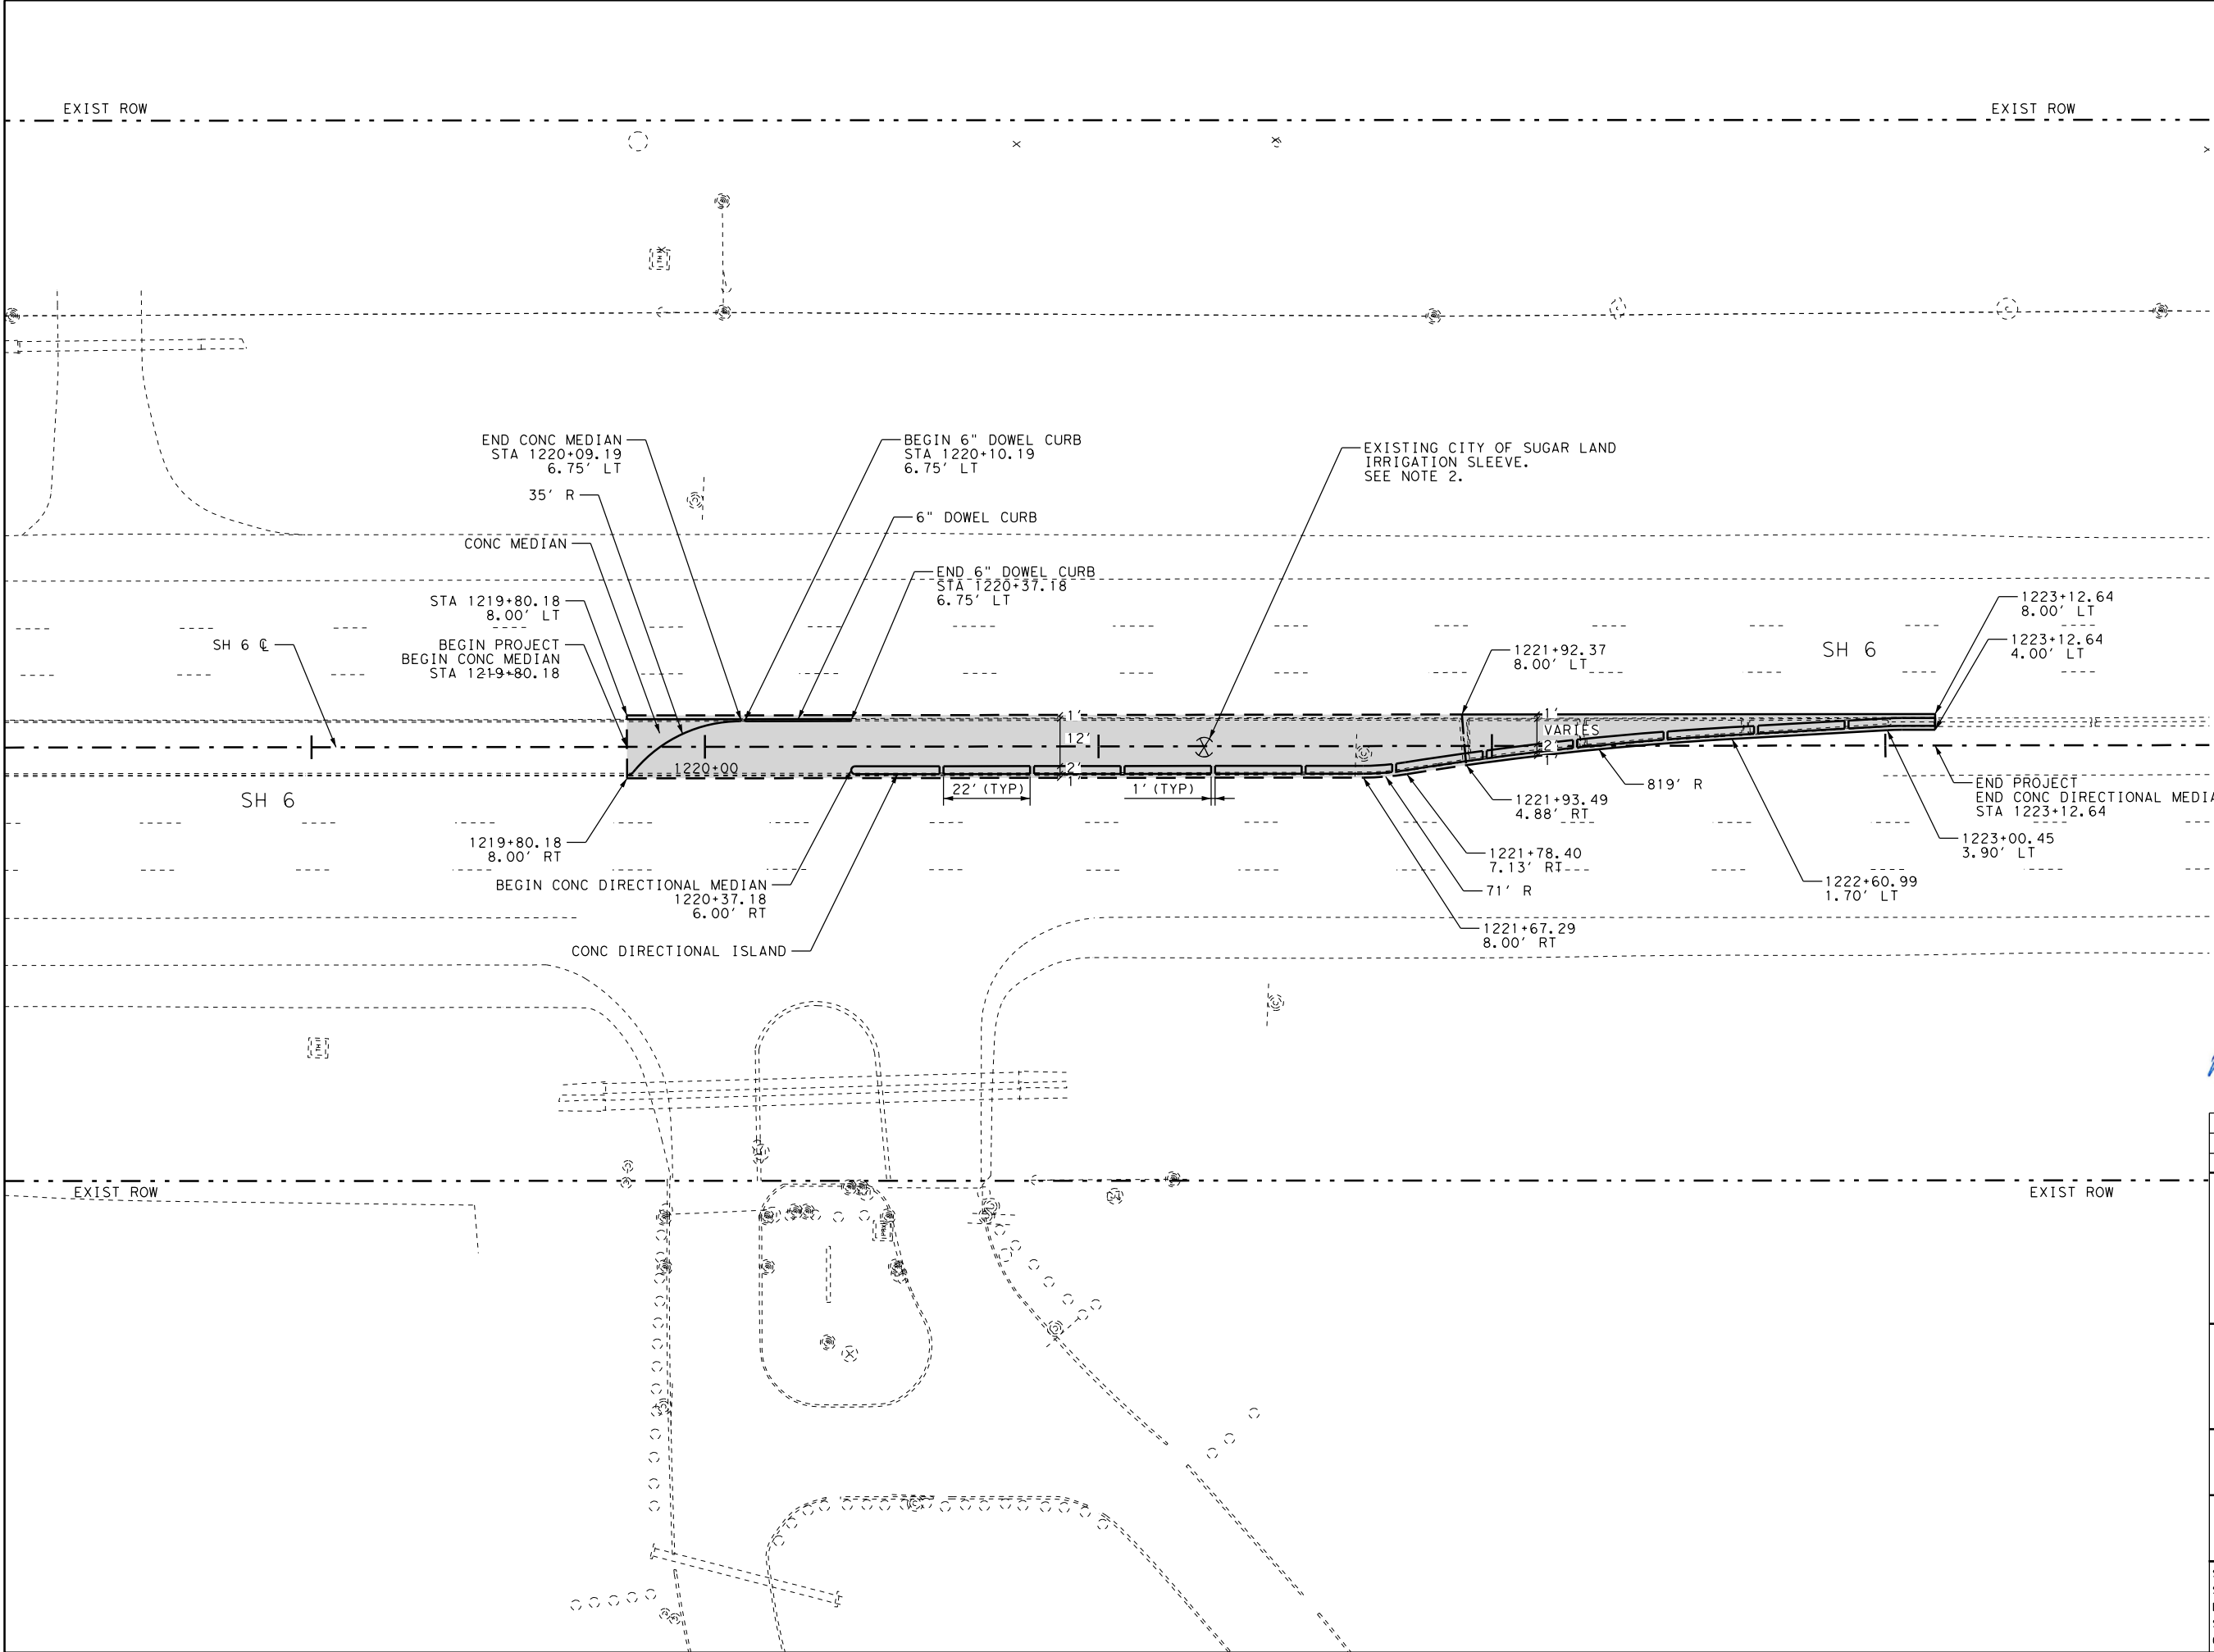 EXIST ROW
EXIST ROW
END CONC MEDIAN
STA 1220+09.19
6.75' LT
BEGIN 6" DOWEL CURB
STA 1220+10.19
6.75' LT
EXISTING CITY OF SUGAR LAND
IRRIGATION SLEEVE.
SEE NOTE 2.
35' R
6" DOWEL CURB
CONC MEDIAN
END 6" DOWEL CURB
STA 1220+37.18
6.75' LT
STA 1219+80.18
8.00' LT
SH 6 ℄
BEGIN PROJECT
BEGIN CONC MEDIAN
STA 1219+80.18
1223+12.64
8.00' LT
1223+12.64
4.00' LT
SH 6
1221+92.37
8.00' LT
1'
12'
2'
1'
1'
VARIES
2'
1'
1220+00
SH 6
22' (TYP)
1' (TYP)
819' R
END PROJECT
END CONC DIRECTIONAL MEDIA
STA 1223+12.64
1221+93.49
4.88' RT
1223+00.45
3.90' LT
1219+80.18
8.00' RT
1221+78.40
7.13' RT
BEGIN CONC DIRECTIONAL MEDIAN
1220+37.18
6.00' RT
71' R
1222+60.99
1.70' LT
1221+67.29
8.00' RT
CONC DIRECTIONAL ISLAND
EXIST ROW
EXIST ROW